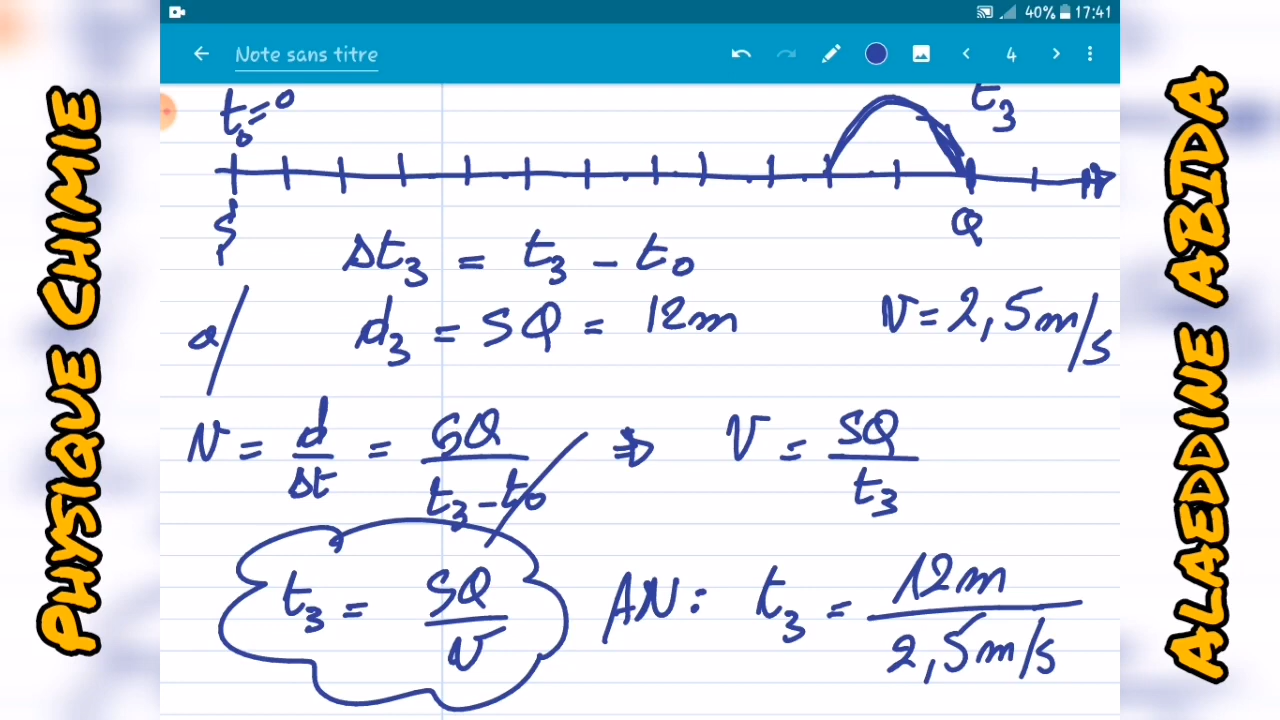 PHYSIQUE CHIMIE
40% 17:41
Note sans titre
4
t₀=0
t₃
S
Q
Δt₃ = t₃ - t₀
a/ d₃ = SQ = 12m V=2,5m/s
V = d/Δt = SQ/(t₃-t₀) ⇒ V = SQ/t₃
t₃ = SQ/V AN: t₃ = 12m/2,5m/s
ALAEDDINE ABIDA